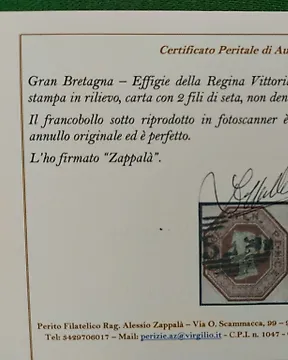 Certificato Peritale di Au
Gran Bretagna – Effigie della Regina Vittoria
stampa in rilievo, carta con 2 fili di seta, non den
Il francobollo sotto riprodotto in fotoscanner è
annullo originale ed è perfetto.
L'ho firmato "Zappalà".
Perito Filatelico Rag. Alessio Zappalà – Via O. Scammacca, 99 – 9
Tel: 3429706017 – Mail: perizie.az@virgilio.it - C.P.I. n. 1047 -